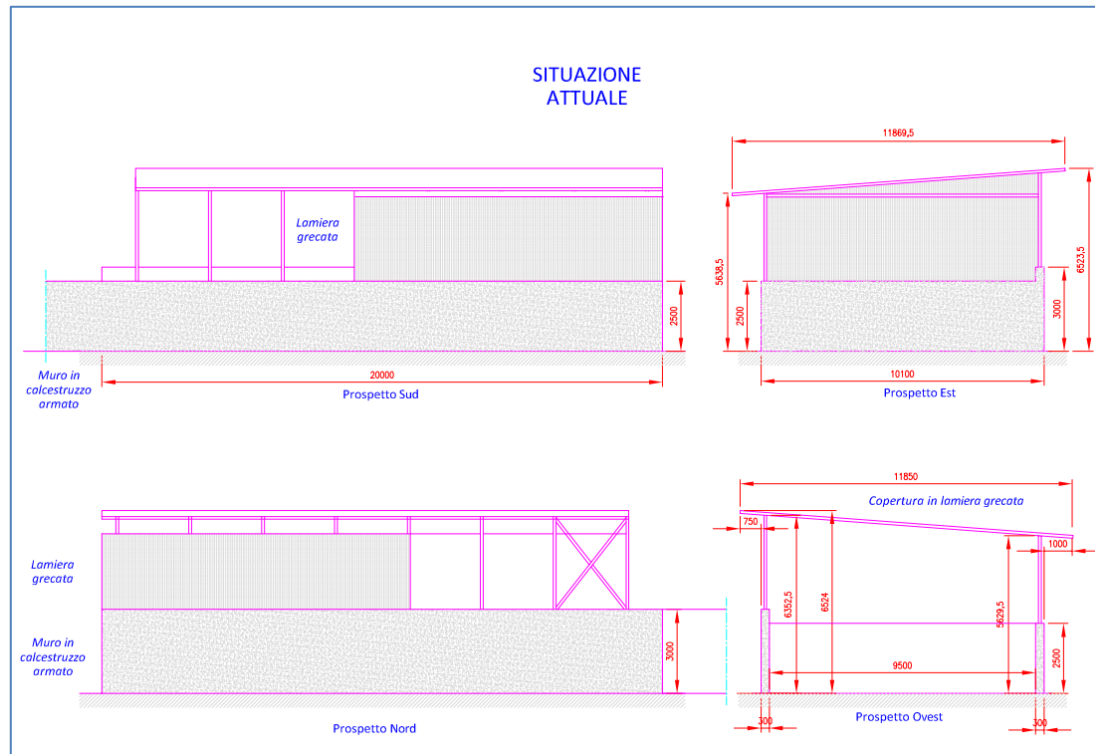 SITUAZIONE
ATTUALE
11869,5
Lamiera
grecata
5638,5
6523,5
2500
2500
3000
20000
10100
Muro in
calcestruzzo
armato
Prospetto Sud
Prospetto Est
11850
Copertura in lamiera grecata
750
1000
Lamiera
grecata
6352,5
6524
5629,5
Muro in
calcestruzzo
armato
3000
2500
9500
300
300
Prospetto Nord
Prospetto Ovest